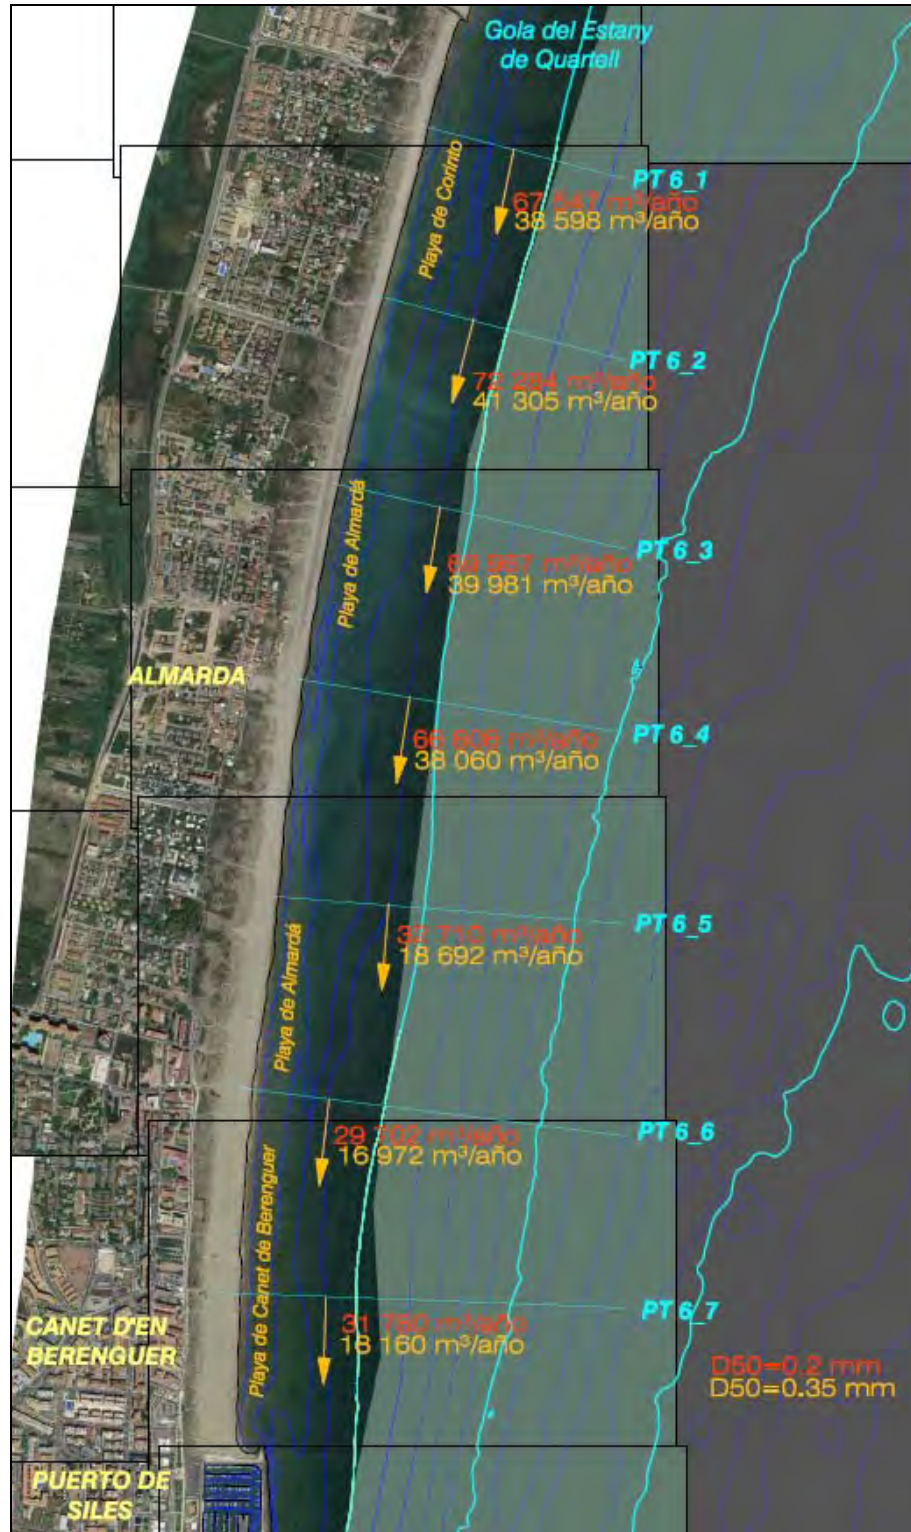 Gola del Estany
de Quartell
Playa de Corinto
PT 6_1
67 547 m³/año
38 598 m³/año
PT 6_2
72 284 m³/año
41 305 m³/año
Playa de Almardá
PT 6_3
69 967 m³/año
39 981 m³/año
ALMARDA
PT 6_4
66 606 m³/año
38 060 m³/año
Playa de Almardá
PT 6_5
32 710 m³/año
18 692 m³/año
PT 6_6
29 702 m³/año
16 972 m³/año
Playa de Canet de Berenguer
PT 6_7
31 780 m³/año
18 160 m³/año
CANET D'EN
BERENGUER
D50=0.2 mm
D50=0.35 mm
PUERTO DE
SILES